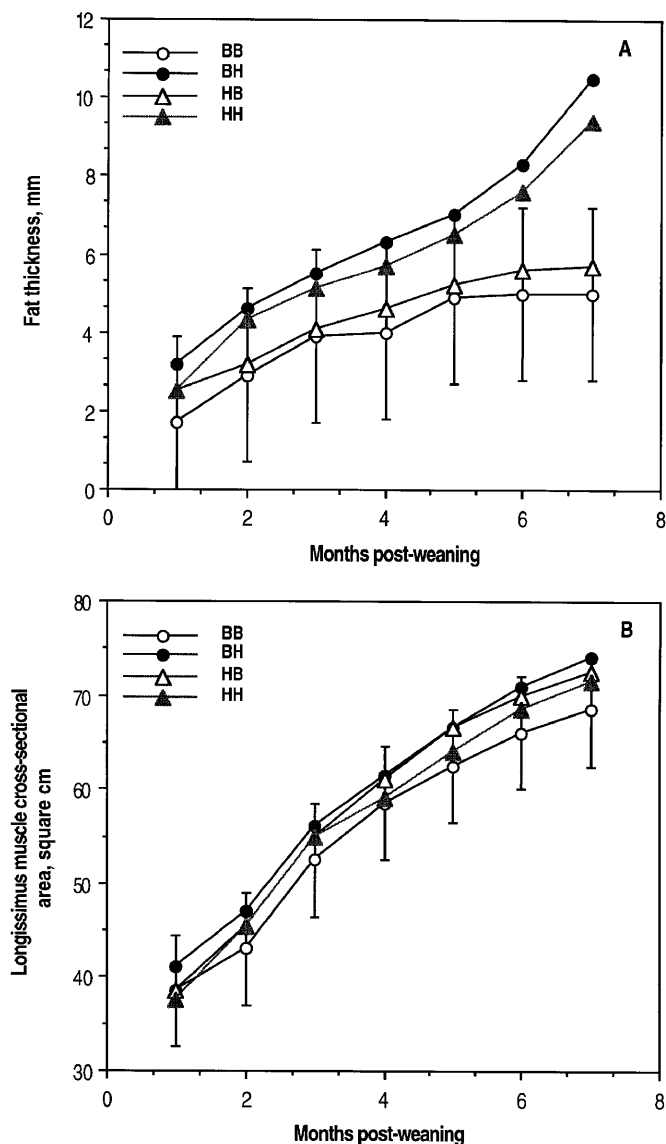 A
BB
BH
HB
HH
12
10
8
6
4
2
0
Fat thickness, mm
0 2 4 6 8
Months post-weaning
B
BB
BH
HB
HH
80
70
60
50
40
30
Longissimus muscle cross-sectional
area, square cm
0 2 4 6 8
Months post-weaning